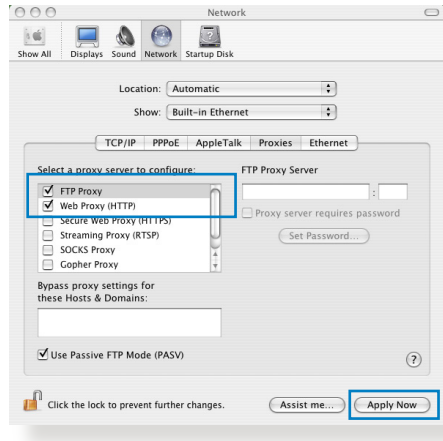 Network
Show All Displays Sound Network Startup Disk
Location: Automatic
Show: Built-in Ethernet
TCP/IP PPPoE AppleTalk Proxies Ethernet
Select a proxy server to configure: FTP Proxy Server
FTP Proxy
Web Proxy (HTTP) :
Secure Web Proxy (HTTPS) Proxy server requires password
Streaming Proxy (RTSP) Set Password...
SOCKS Proxy
Gopher Proxy
Bypass proxy settings for
these Hosts & Domains:
Use Passive FTP Mode (PASV) ?
Click the lock to prevent further changes. Assist me... Apply Now